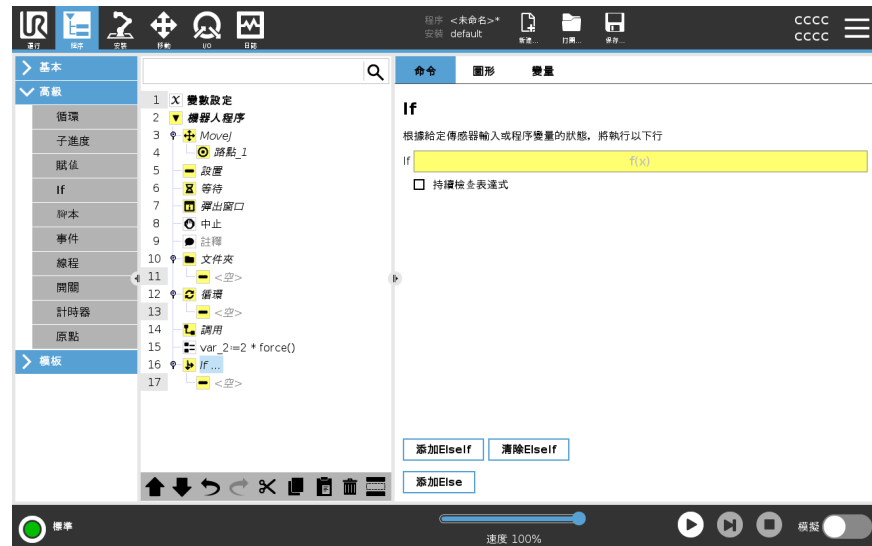 程序 <未命名>*
安裝 default
新建... 打開... 保存...
CCCC
CCCC
運行 程序 安裝 移動 I/O 日誌
基本
高級
循環
子進度
賦值
If
腳本
事件
線程
開關
計時器
原點
模板
1 變數設定
2 機器人程序
3 MoveJ
4 路點_1
5 設置
6 等待
7 彈出窗口
8 中止
9 註釋
10 文件夾
11 <空>
12 循環
13 <空>
14 調用
15 var_2≔2 * force()
16 If ...
17 <空>
命令 圖形 變量
If
根據給定傳感器輸入或程序變量的狀態，將執行以下行
If f(x)
持續檢查表達式
添加ElseIf 清除ElseIf
添加Else
標準
速度 100%
模擬